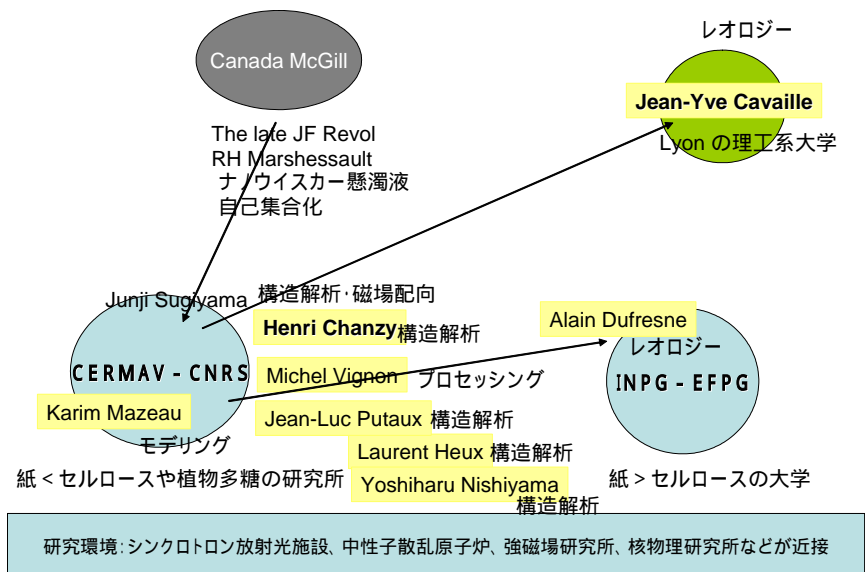 Canada McGill
The late JF Revol
RH Marshessault
ナノウイスカー懸濁液
自己集合化
レオロジー
Jean-Yve Cavaille
Lyon の理工系大学
Junji Sugiyama 構造解析・磁場配向
Henri Chanzy 構造解析
CERMAV - CNRS
Michel Vignon プロセッシング
Karim Mazeau
Jean-Luc Putaux 構造解析
モデリング
Laurent Heux 構造解析
紙 < セルロースや植物多糖の研究所
Yoshiharu Nishiyama
構造解析
Alain Dufresne
レオロジー
INPG - EFPG
紙 > セルロースの大学
研究環境：シンクロトロン放射光施設、中性子散乱原子炉、強磁場研究所、核物理研究所などが近接